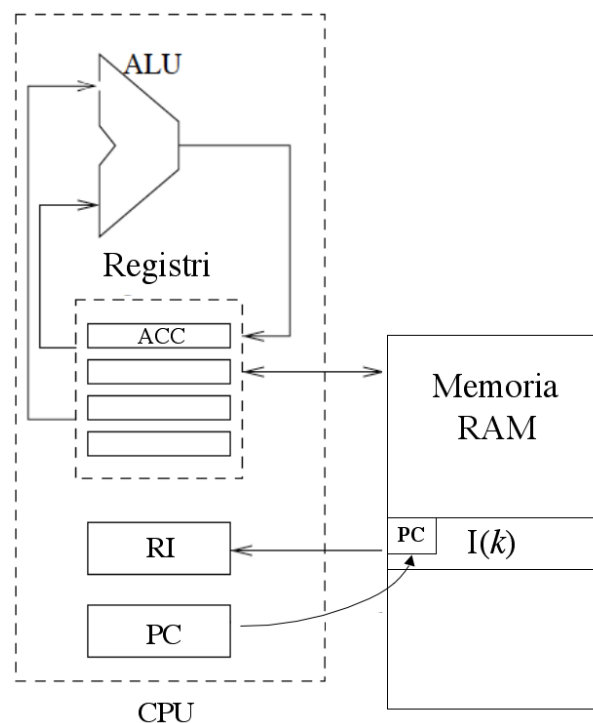 ALU
Registri
ACC
Memoria
RAM
PC
I(k)
RI
PC
CPU